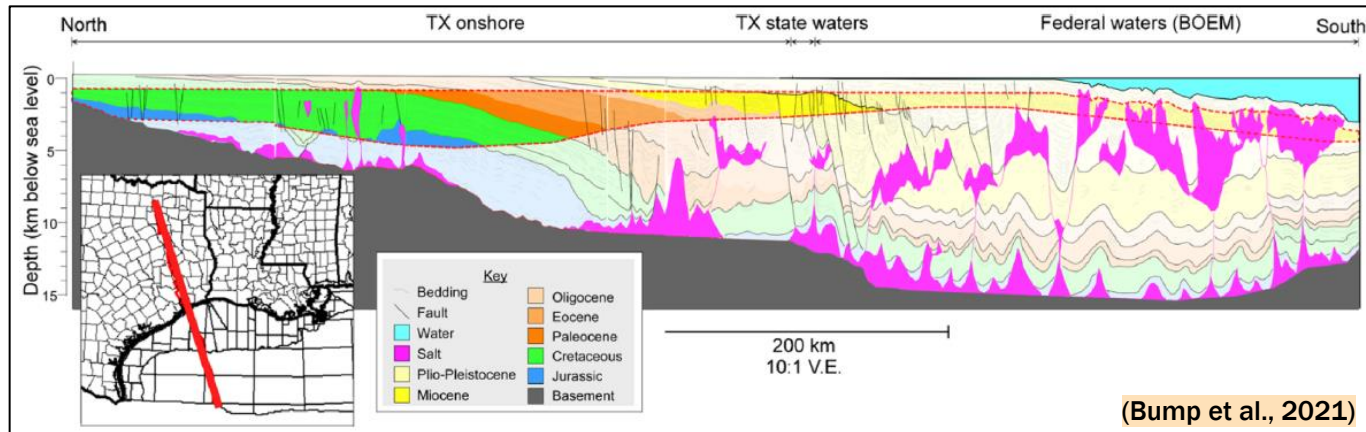 North TX onshore TX state waters Federal waters (BOEM) South
0
5
10
15
Depth (km below sea level)
Key
Bedding
Fault
Water
Salt
Plio-Pleistocene
Miocene
Oligocene
Eocene
Paleocene
Cretaceous
Jurassic
Basement
200 km
10:1 V.E.
(Bump et al., 2021)